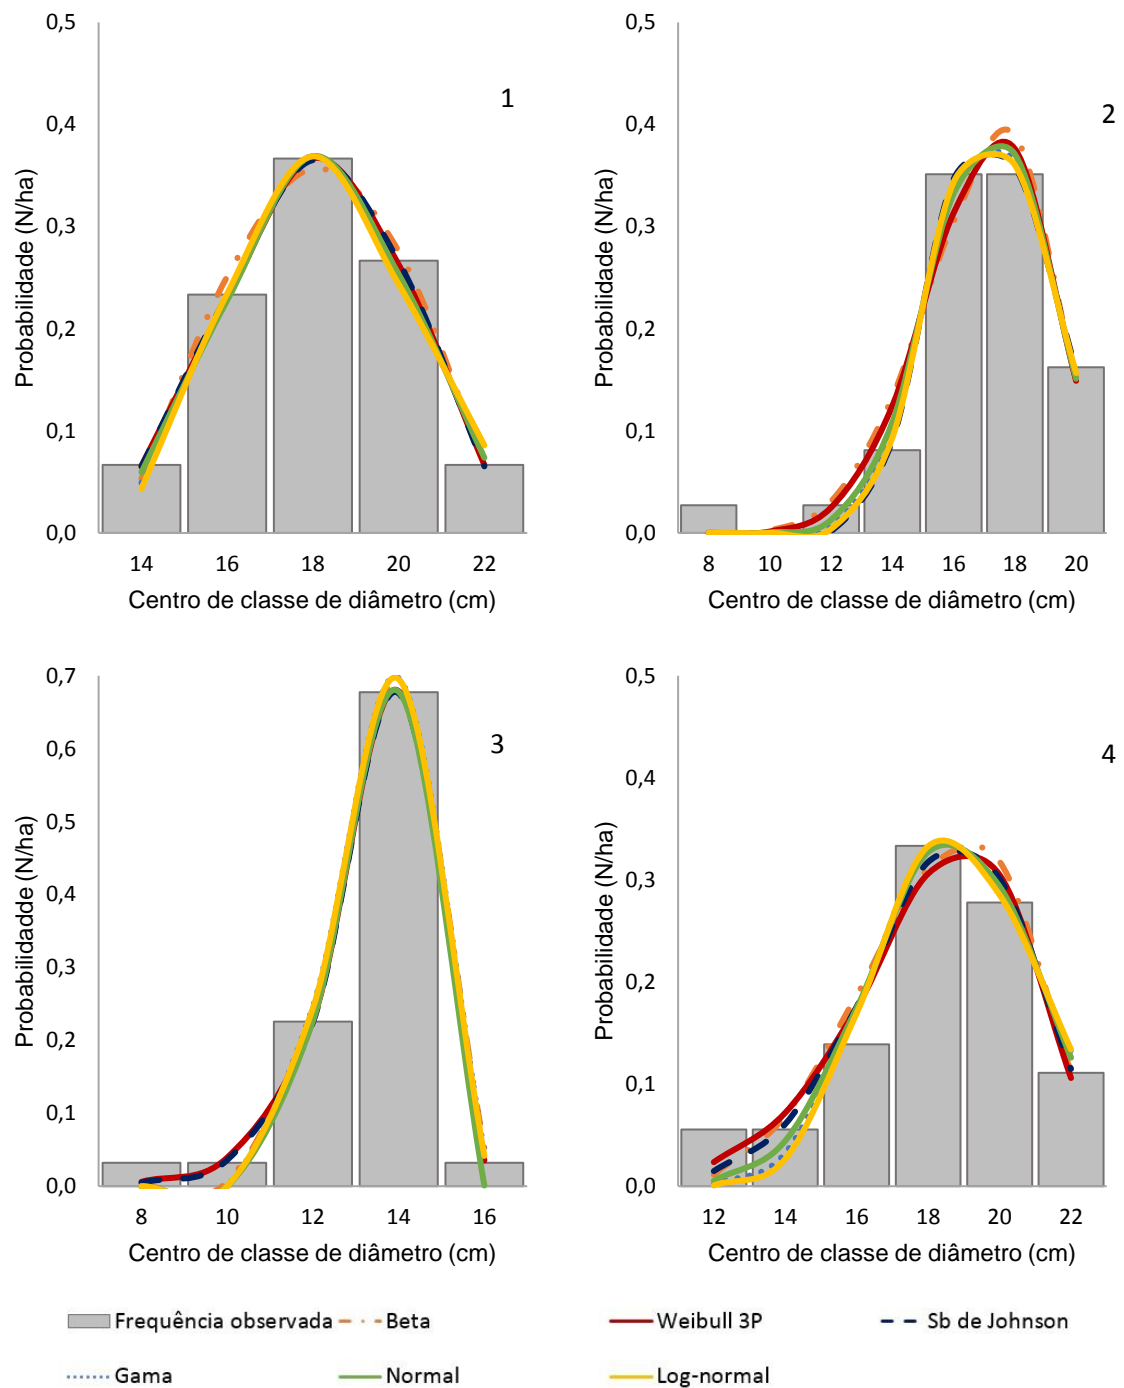 0,5
0,4
0,3
0,2
0,1
0,0
Probabilidade (N/ha)
1
14 16 18 20 22
Centro de classe de diâmetro (cm)
0,5
0,4
0,3
0,2
0,1
0,0
Probabilidade (N/ha)
2
8 10 12 14 16 18 20
Centro de classe de diâmetro (cm)
0,7
0,6
0,5
0,4
0,3
0,2
0,1
0,0
Probabilidadde (N/ha)
3
8 10 12 14 16
Centro de classe de diâmetro (cm)
0,5
0,4
0,3
0,2
0,1
0,0
Probabilidade (N/ha)
4
12 14 16 18 20 22
Centro de classe de diâmetro (cm)
Frequência observada Beta Weibull 3P Sb de Johnson
Gama Normal Log-normal